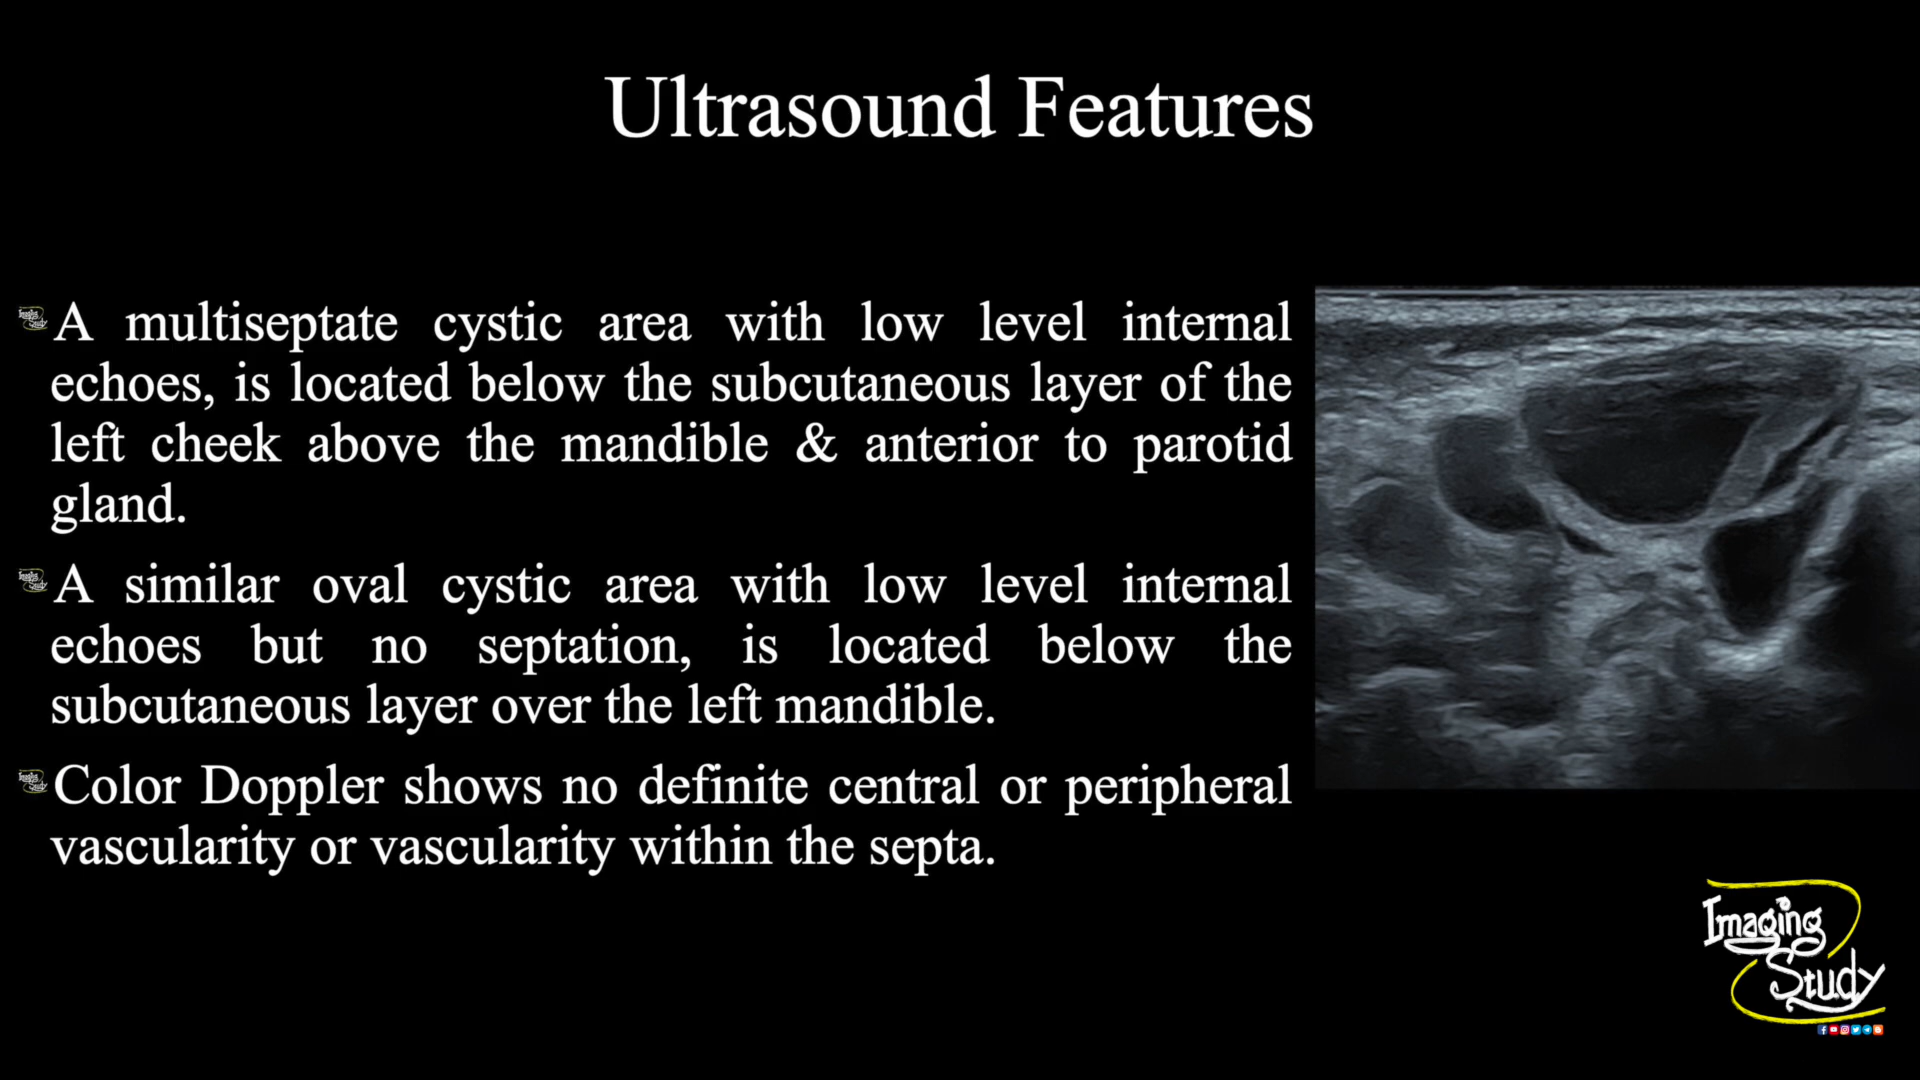 Ultrasound Features
A multiseptate cystic area with low level internal
echoes, is located below the subcutaneous layer of the
left cheek above the mandible & anterior to parotid
gland.
A similar oval cystic area with low level internal
echoes but no septation, is located below the
subcutaneous layer over the left mandible.
Color Doppler shows no definite central or peripheral
vascularity or vascularity within the septa.
Imaging
Study